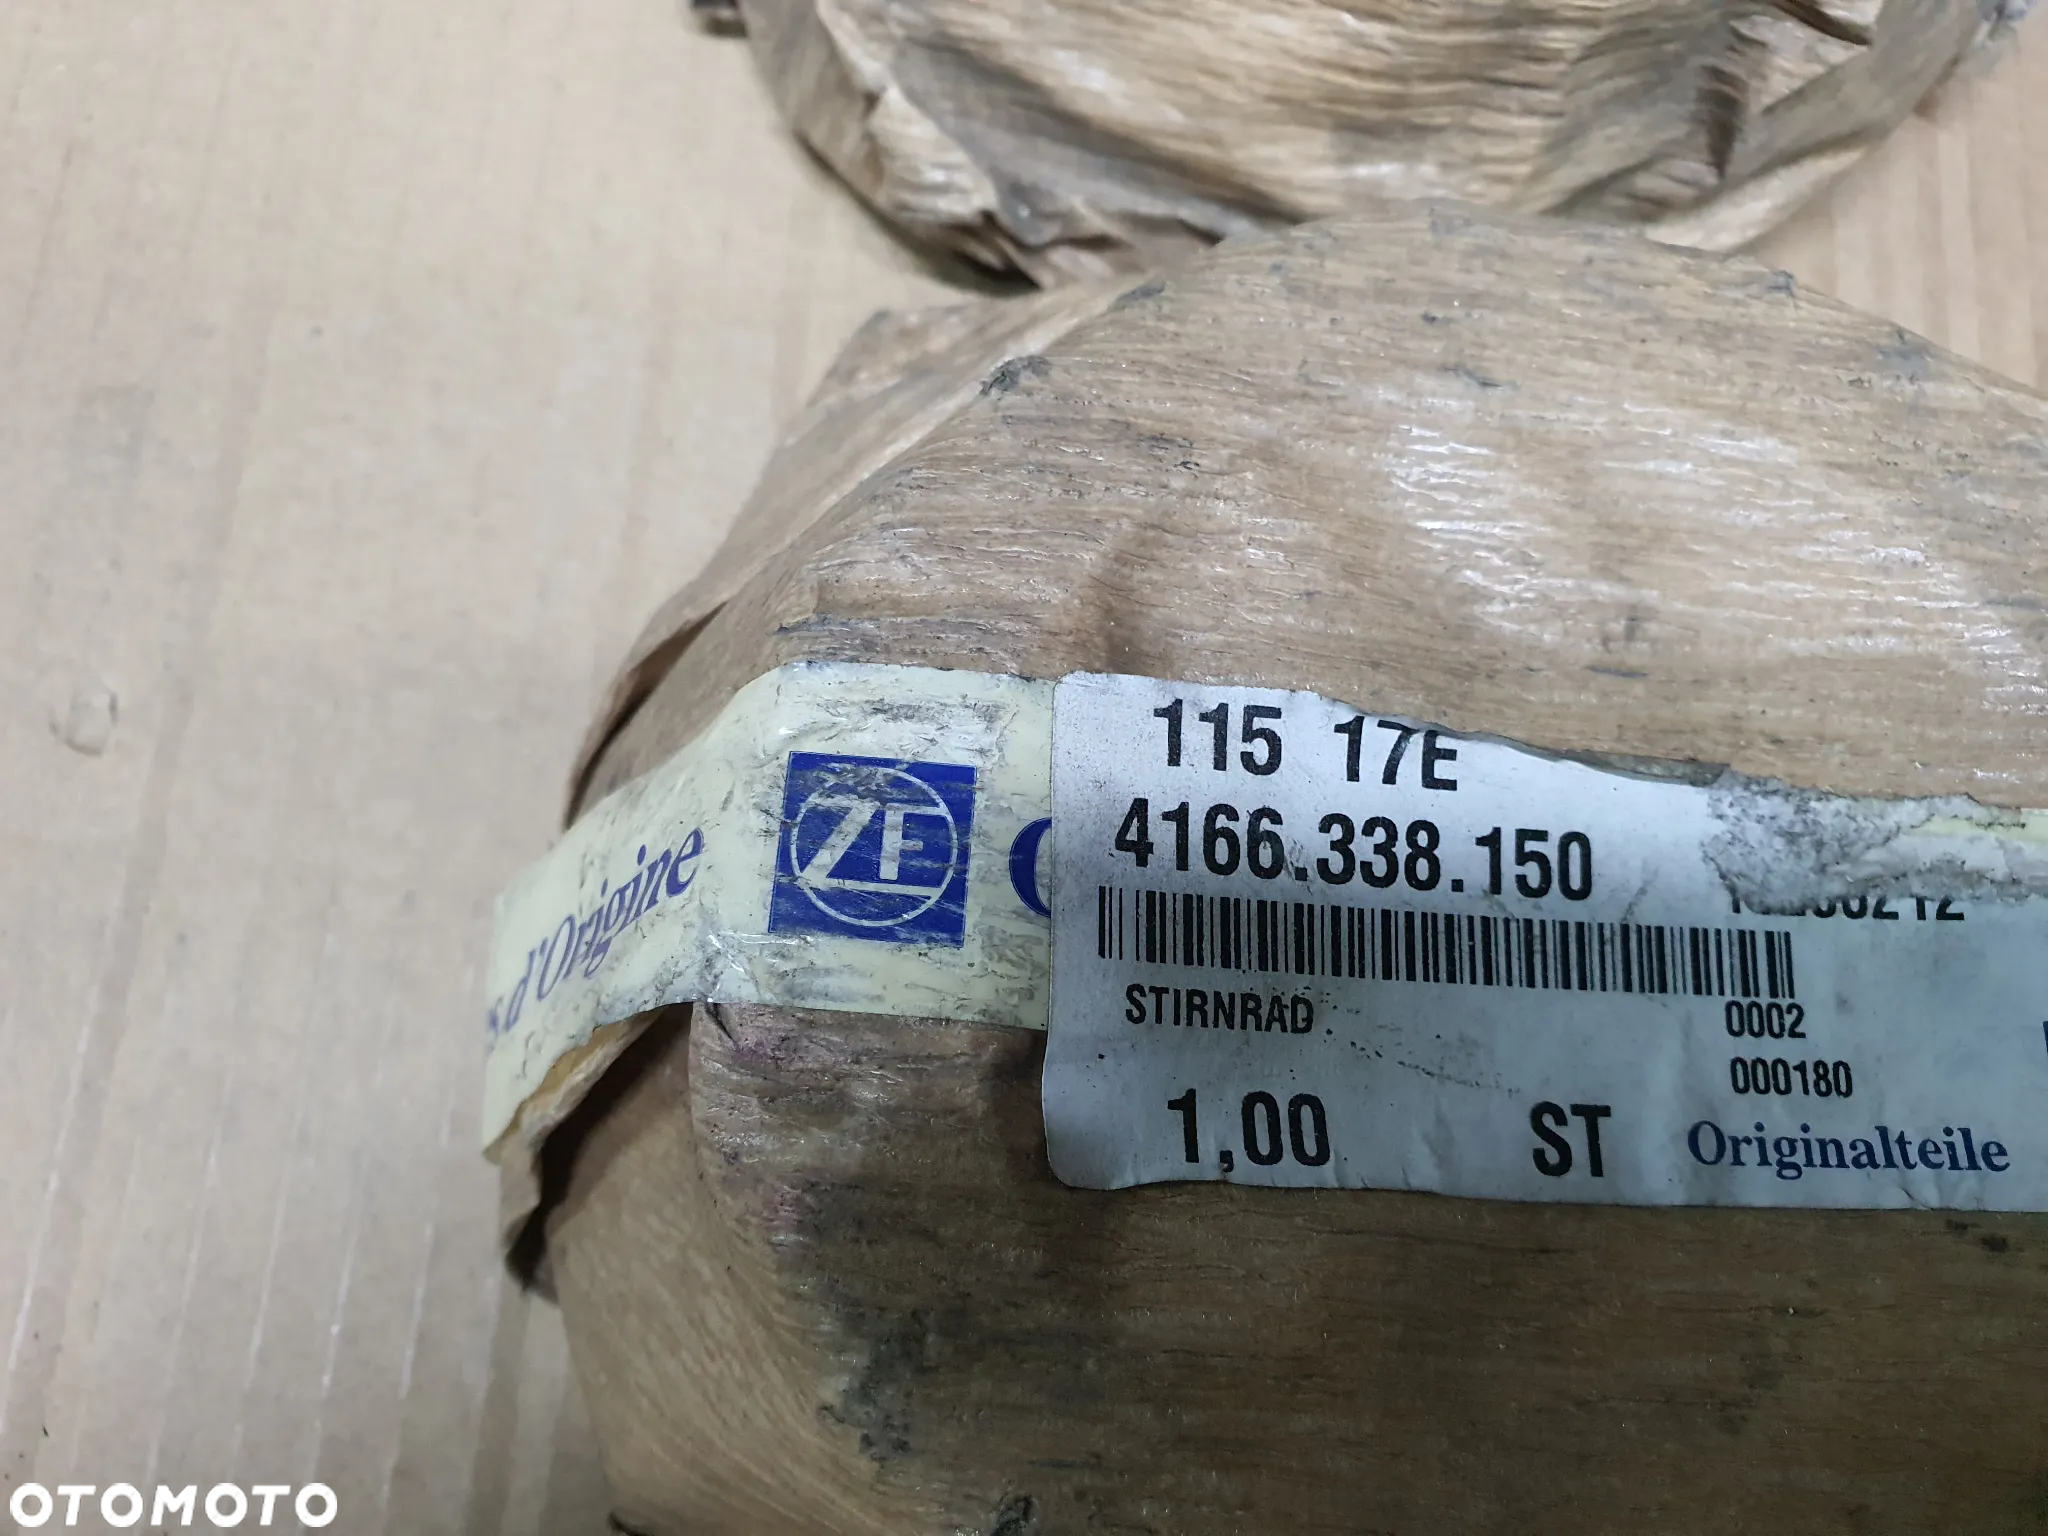 115 17E
4166.338.150
STIRNRAD
0002
000180
1,00 ST Originalteile
d'Origine ZF
OTOMOTO